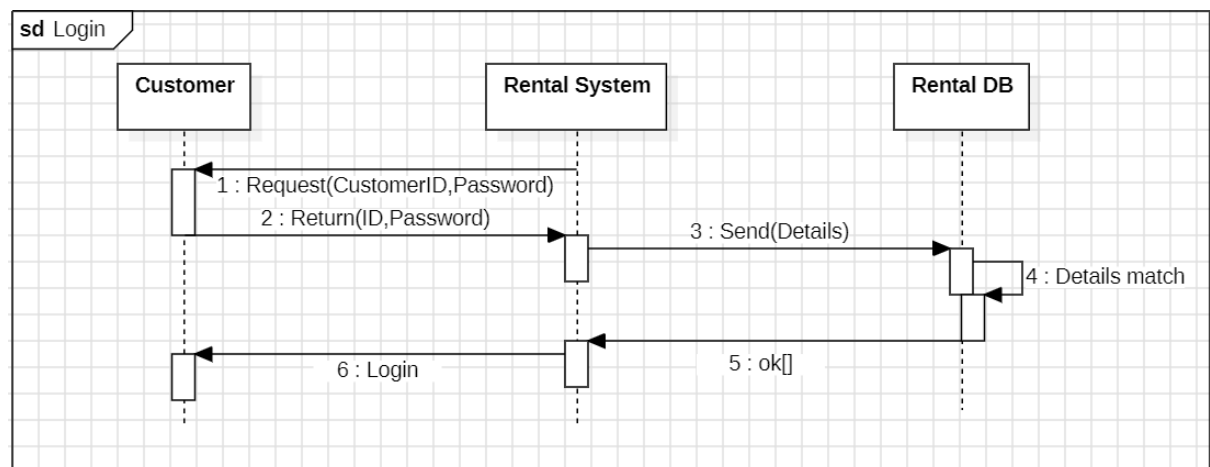 sd Login
Customer
Rental System
Rental DB
1 : Request(CustomerID,Password)
2 : Return(ID,Password)
3 : Send(Details)
4 : Details match
5 : ok[]
6 : Login